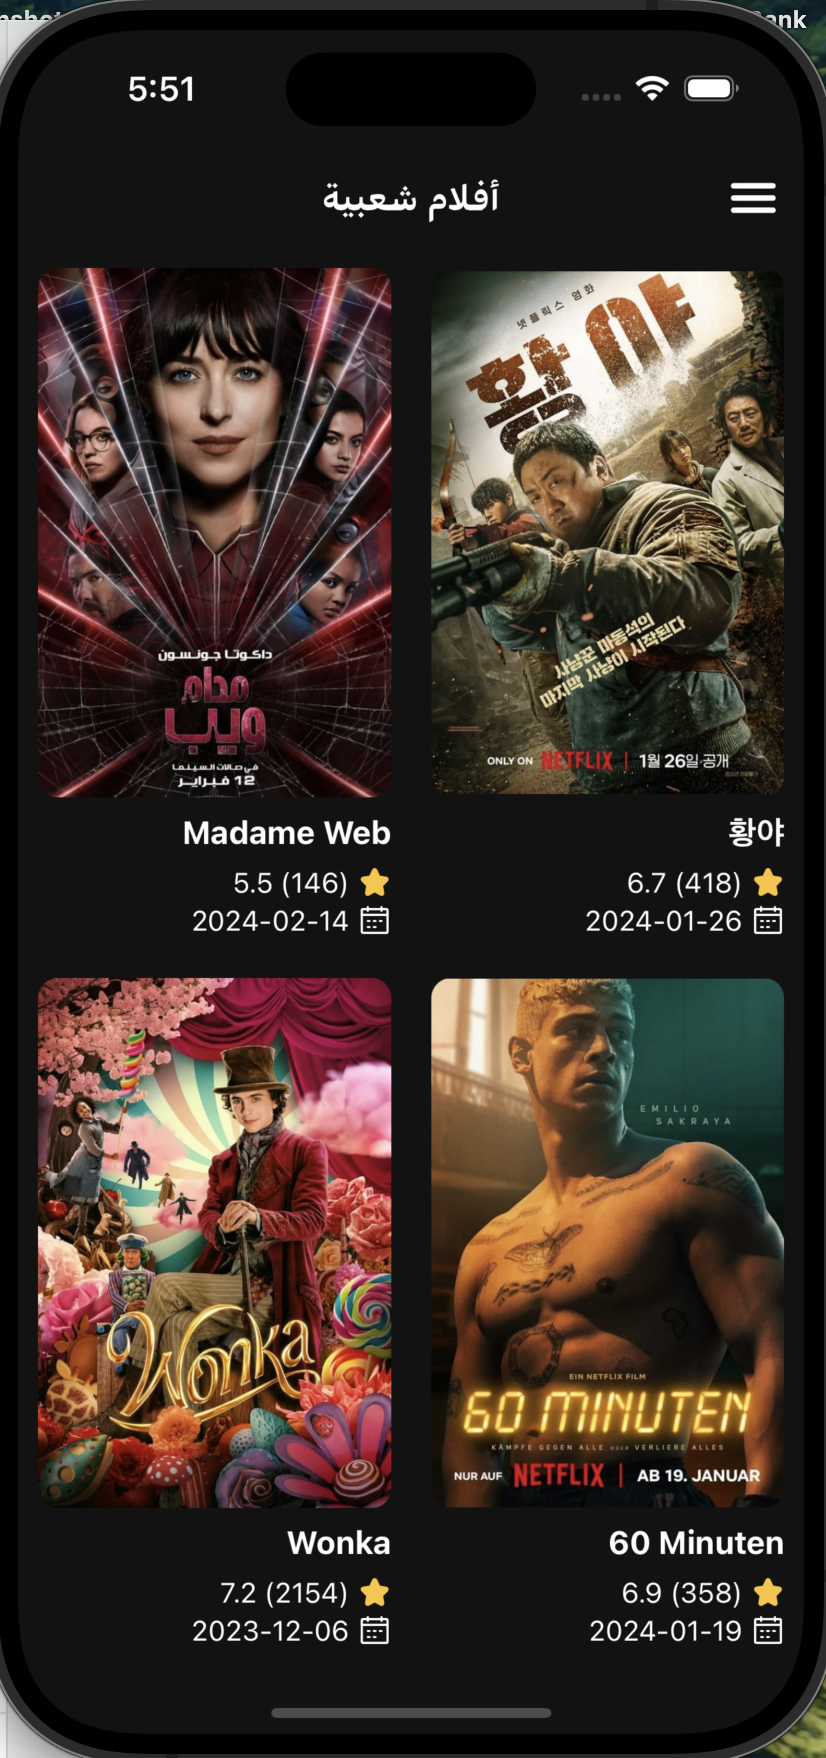 ank
5:51
أفلام شعبية
넷플릭스 영화
황야
사냥꾼 마동석의
마지막 사냥이 시작된다
ONLY ON NETFLIX | 1월 26일 공개
황야
6.7 (418)
2024-01-26
داكوتا جونسون
مدام
ويب
في صالات السينما
12 فبراير
Madame Web
5.5 (146)
2024-02-14
EMILIO
SAKRAYA
EIN NETFLIX FILM
60 MINUTEN
KÄMPFE GEGEN ALLE ODER VERLIERE ALLES
NUR AUF NETFLIX | AB 19. JANUAR
60 Minuten
6.9 (358)
2024-01-19
Wonka
Wonka
7.2 (2154)
2023-12-06